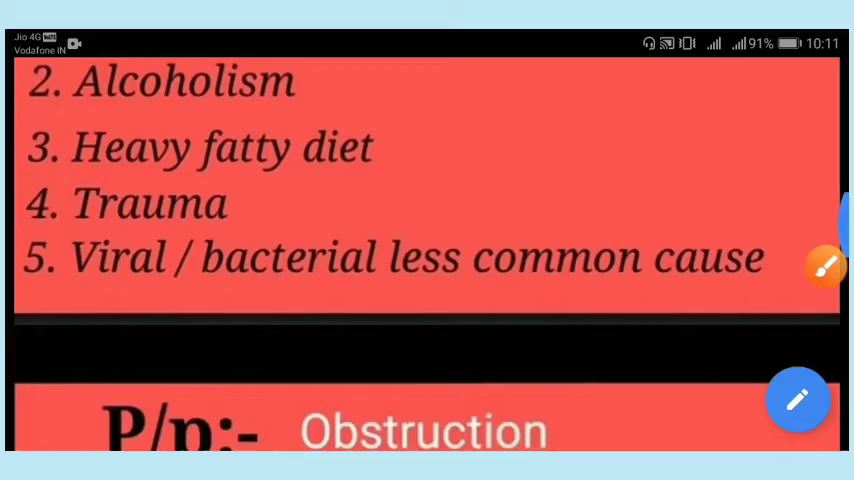 Jio 4G VoLTE
Vodafone IN
91% 10:11
2. Alcoholism
3. Heavy fatty diet
4. Trauma
5. Viral / bacterial less common cause
P/p:- Obstruction